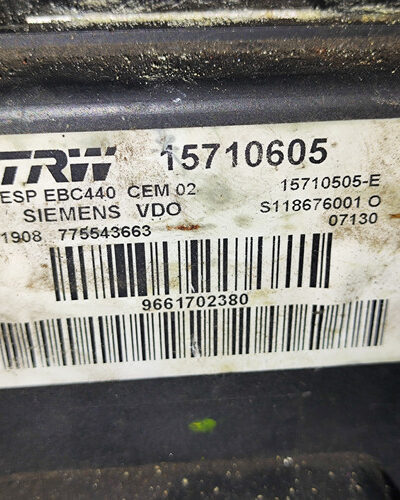 TRW 15710605
ESP EBC440 CEM 02 15710505-E
SIEMENS VDO S118676001 O
1908 775543663 07130
9661702380